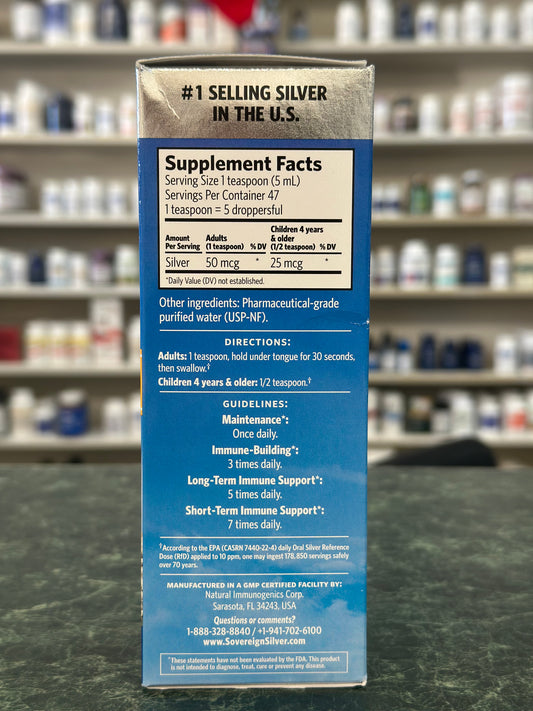 #1 SELLING SILVER
IN THE U.S.
Supplement Facts
Serving Size 1 teaspoon (5 mL)
Servings Per Container 47
1 teaspoon = 5 droppersful
Amount Per Serving Adults (1 teaspoon) % DV Children 4 years & older (1/2 teaspoon) % DV
Silver 50 mcg * 25 mcg *
*Daily Value (DV) not established.
Other ingredients: Pharmaceutical-grade
purified water (USP-NF).
DIRECTIONS:
Adults: 1 teaspoon, hold under tongue for 30 seconds,
then swallow.†
Children 4 years & older: 1/2 teaspoon.†
GUIDELINES:
Maintenance*:
Once daily.
Immune-Building*:
3 times daily.
Long-Term Immune Support*:
5 times daily.
Short-Term Immune Support*:
7 times daily.
†According to the EPA (CASRN 7440-22-4) daily Oral Silver Reference
Dose (RfD) applied to 10 ppm, one may ingest 178,850 servings safely
over 70 years.
MANUFACTURED IN A GMP CERTIFIED FACILITY BY:
Natural Immunogenics Corp.
Sarasota, FL 34243, USA
Questions or comments?
1-888-328-8840 / +1-941-702-6100
www.SovereignSilver.com
*These statements have not been evaluated by the FDA. This product
is not intended to diagnose, treat, cure or prevent any disease.